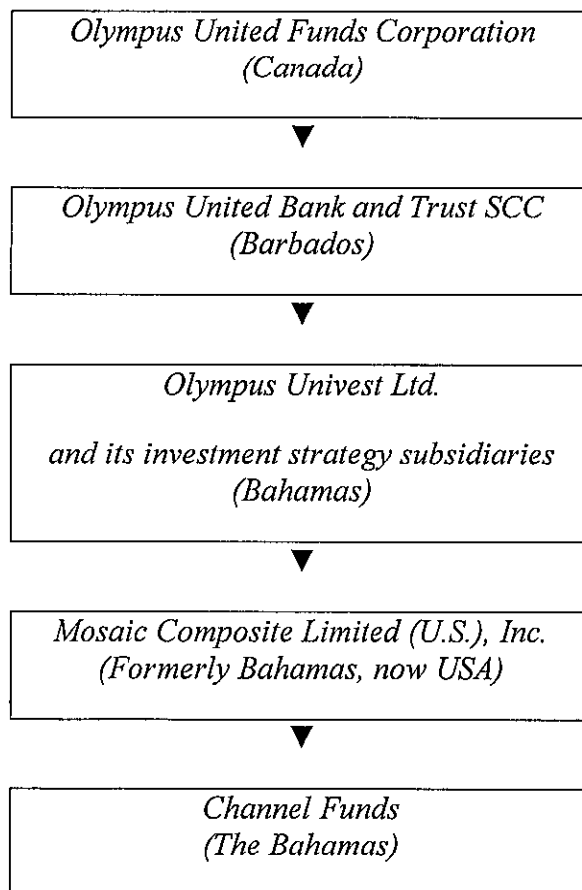 Olympus United Funds Corporation
(Canada)
Olympus United Bank and Trust SCC
(Barbados)
Olympus Univest Ltd.
and its investment strategy subsidiaries
(Bahamas)
Mosaic Composite Limited (U.S.), Inc.
(Formerly Bahamas, now USA)
Channel Funds
(The Bahamas)